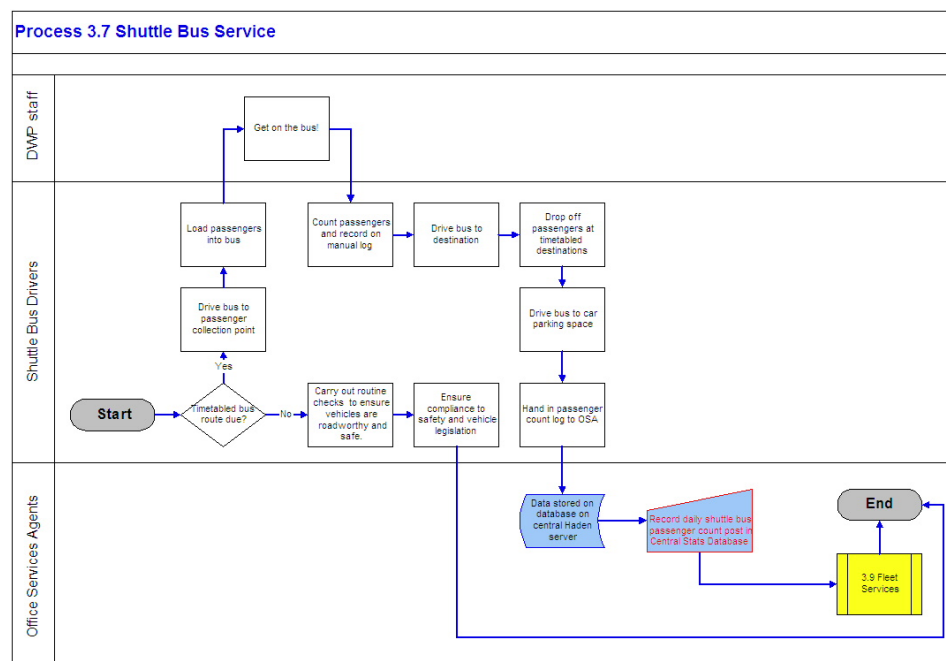 Process 3.7 Shuttle Bus Service
DWP staff
Get on the bus!
Shuttle Bus Drivers
Load passengers
into bus
Count passengers
and record on
manual log
Drive bus to
destination
Drop off
passengers at
timetabled
destinations
Drive bus to
passenger
collection point
Drive bus to car
parking space
Yes
Start
Timetabled bus
route due?
No
Carry out routine
checks to ensure
vehicles are
roadworthy and
safe.
Ensure
compliance to
safety and vehicle
legislation
Hand in passenger
count log to OSA
Office Services Agents
Data stored on
database on
central Haden
server
Record daily shuttle bus
passenger count post in
Central Stats Database
End
3.9 Fleet
Services